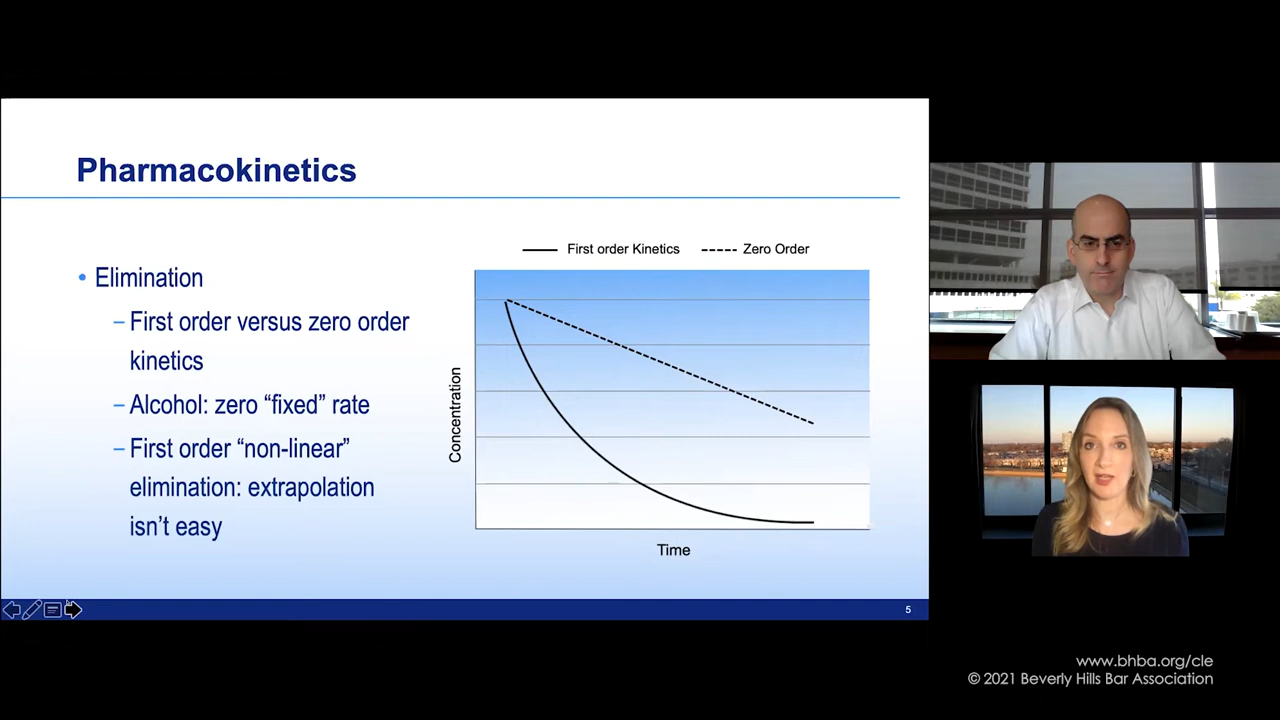 Pharmacokinetics
• Elimination
– First order versus zero order
kinetics
– Alcohol: zero “fixed” rate
– First order “non-linear”
elimination: extrapolation
isn’t easy
First order Kinetics
Zero Order
Concentration
Time
5
www.bhba.org/cle
© 2021 Beverly Hills Bar Association